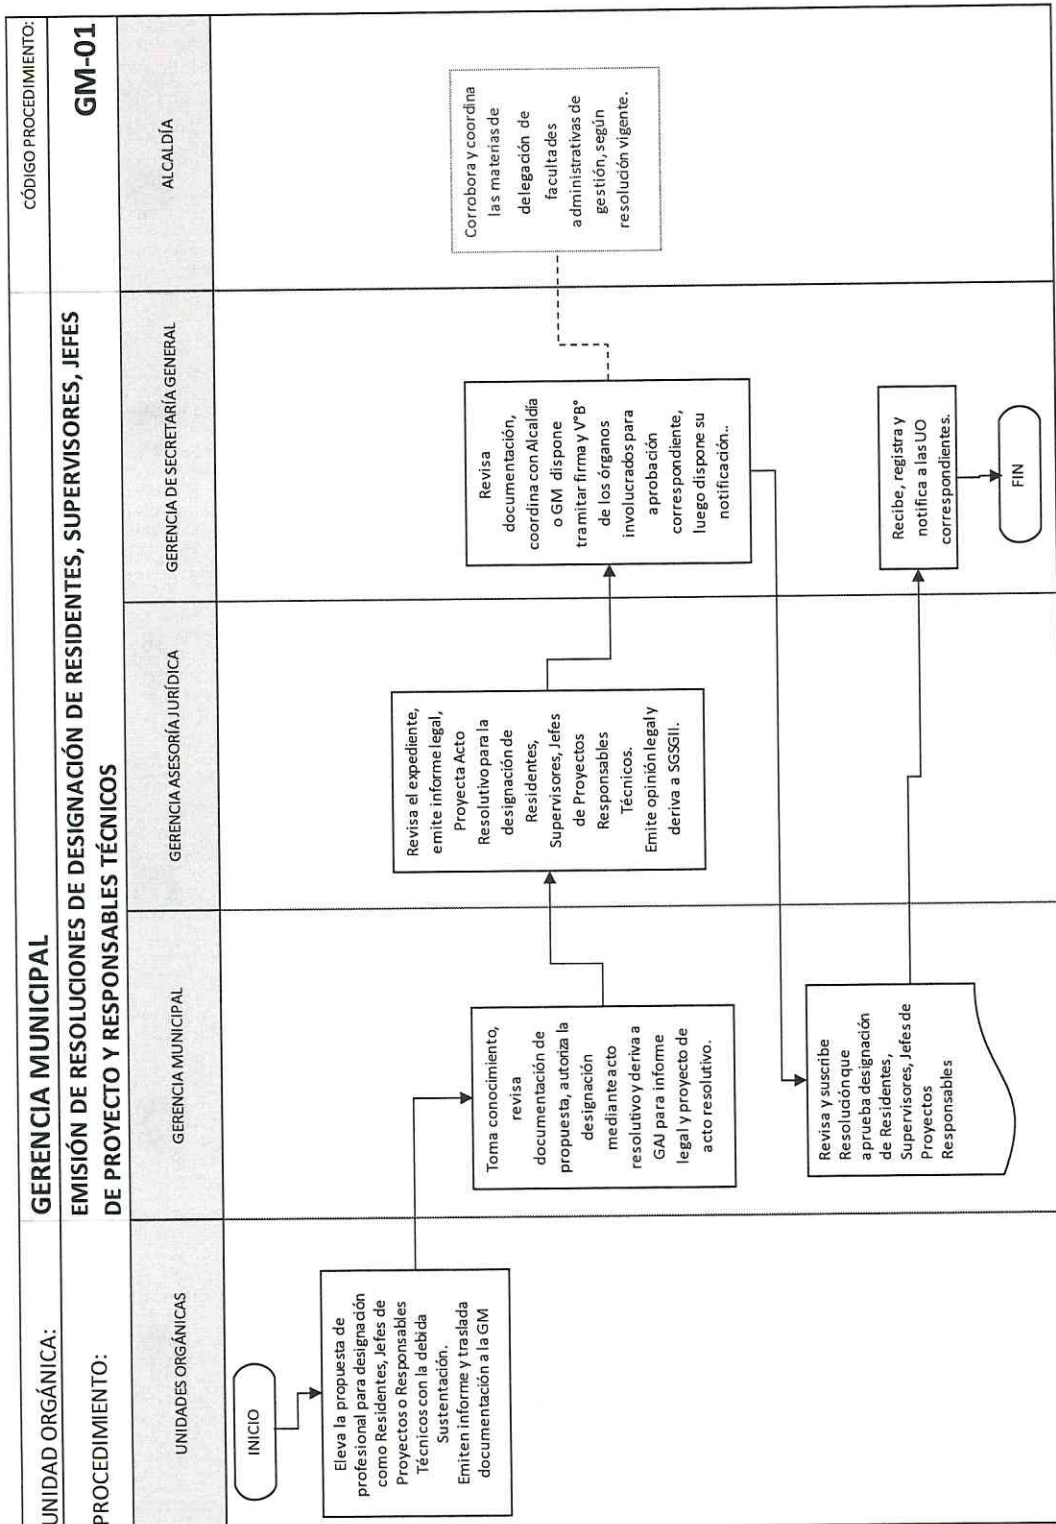 UNIDAD ORGÁNICA:
GERENCIA MUNICIPAL
CÓDIGO PROCEDIMIENTO:
PROCEDIMIENTO:
EMISIÓN DE RESOLUCIONES DE DESIGNACIÓN DE RESIDENTES, SUPERVISORES, JEFES
DE PROYECTO Y RESPONSABLES TÉCNICOS
GM-01
UNIDADES ORGÁNICAS
GERENCIA MUNICIPAL
GERENCIA ASESORÍA JURÍDICA
GERENCIA DE SECRETARÍA GENERAL
ALCALDÍA
INICIO
Eleva la propuesta de
profesional para designación
como Residentes, Jefes de
Proyectos o Responsables
Técnicos con la debida
Sustentación.
Emiten informe y traslada
documentación a la GM
Toma conocimiento,
revisa
documentación de
propuesta, autoriza la
designación
mediante acto
resolutivo y deriva a
GAJ para informe
legal y proyecto de
acto resolutivo.
Revisa el expediente,
emite informe legal,
Proyecta Acto
Resolutivo para la
designación de
Residentes,
Supervisores, Jefes
de Proyectos
Responsables
Técnicos.
Emite opinión legal y
deriva a SGSGII.
Revisa
documentación,
coordina con Alcaldía
o GM dispone
tramitar firma y V°B°
de los órganos
involucrados para
aprobación
correspondiente,
luego dispone su
notificación..
Corrobora y coordina
las materias de
delegación de
facultades
administrativas de
gestión, según
resolución vigente.
Revisa y suscribe
Resolución que
aprueba designación
de Residentes,
Supervisores, Jefes de
Proyectos
Responsables
Recibe, registra y
notifica a las UO
correspondientes.
FIN